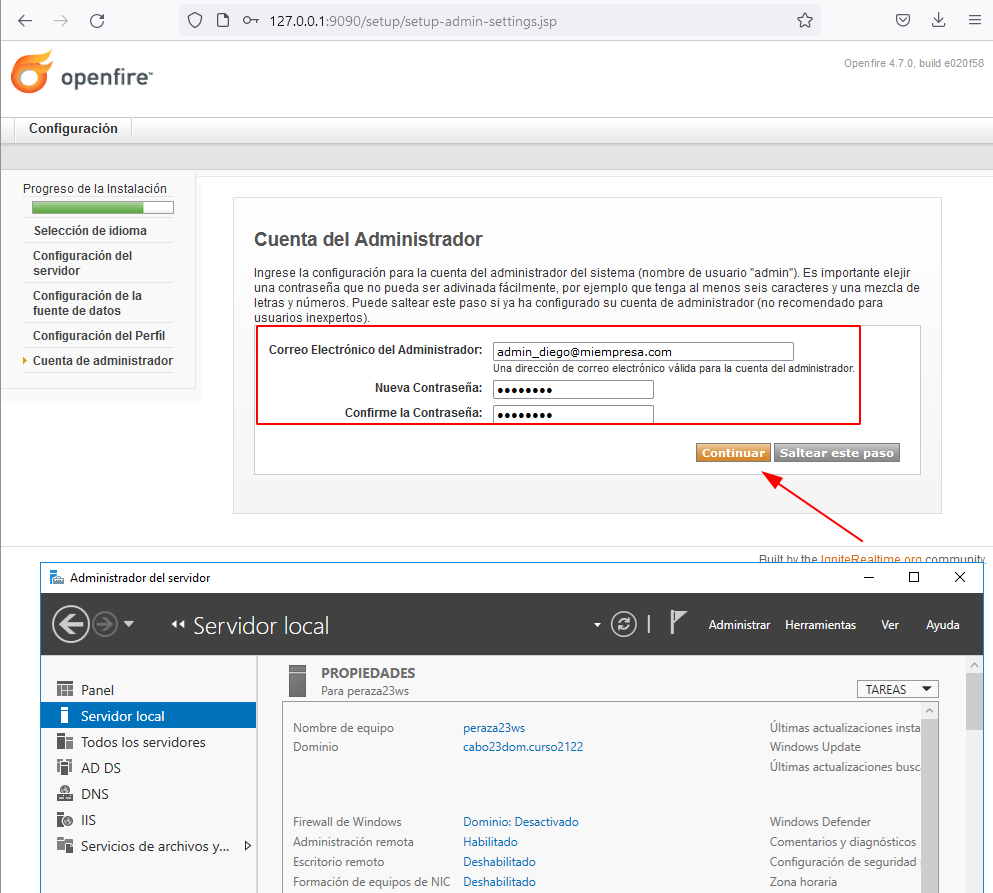 127.0.0.1:9090/setup/setup-admin-settings.jsp
openfire™
Openfire 4.7.0, build e020f58
Configuración
Progreso de la Instalación
Selección de idioma
Configuración del
servidor
Configuración de la
fuente de datos
Configuración del Perfil
Cuenta de administrador
Cuenta del Administrador
Ingrese la configuración para la cuenta del administrador del sistema (nombre de usuario "admin"). Es importante elejir
una contraseña que no pueda ser adivinada fácilmente, por ejemplo que tenga al menos seis caracteres y una mezcla de
letras y números. Puede saltear este paso si ya ha configurado su cuenta de administrador (no recomendado para
usuarios inexpertos).
Correo Electrónico del Administrador: admin_diego@miempresa.com
Una dirección de correo electrónico válida para la cuenta del administrador.
Nueva Contraseña: ●●●●●●●●
Confirme la Contraseña: ●●●●●●●●
Continuar Saltear este paso
Built by the IgniteRealtime.org community.
Administrador del servidor
Servidor local
Administrar Herramientas Ver Ayuda
Panel
Servidor local
Todos los servidores
AD DS
DNS
IIS
Servicios de archivos y...
PROPIEDADES
Para peraza23ws
TAREAS
Nombre de equipo peraza23ws Últimas actualizaciones insta
Dominio cabo23dom.curso2122 Windows Update
Últimas actualizaciones busc
Firewall de Windows Dominio: Desactivado Windows Defender
Administración remota Habilitado Comentarios y diagnósticos
Escritorio remoto Deshabilitado Configuración de seguridad
Formación de equipos de NIC Deshabilitado Zona horaria